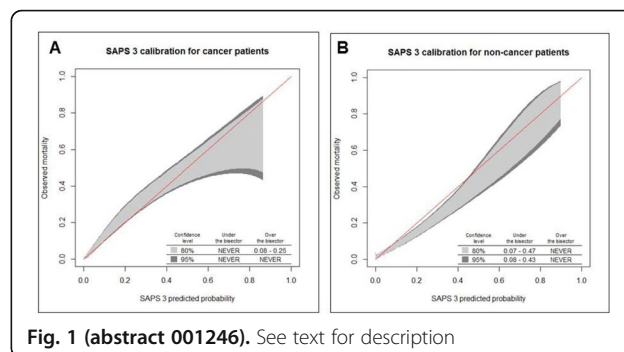 A
SAPS 3 calibration for cancer patients
Observed mortality
1.0
0.8
0.6
0.4
0.2
0.0
Confidence level
Under the bisector
Over the bisector
80% NEVER 0.08 - 0.25
95% NEVER NEVER
0.0 0.2 0.4 0.6 0.8 1.0
SAPS 3 predicted probability
B
SAPS 3 calibration for non-cancer patients
Observed mortality
1.0
0.8
0.6
0.4
0.2
0.0
Confidence level
Under the bisector
Over the bisector
80% 0.07 - 0.47 NEVER
95% 0.08 - 0.43 NEVER
0.0 0.2 0.4 0.6 0.8 1.0
SAPS 3 predicted probability
Fig. 1 (abstract 001246). See text for description